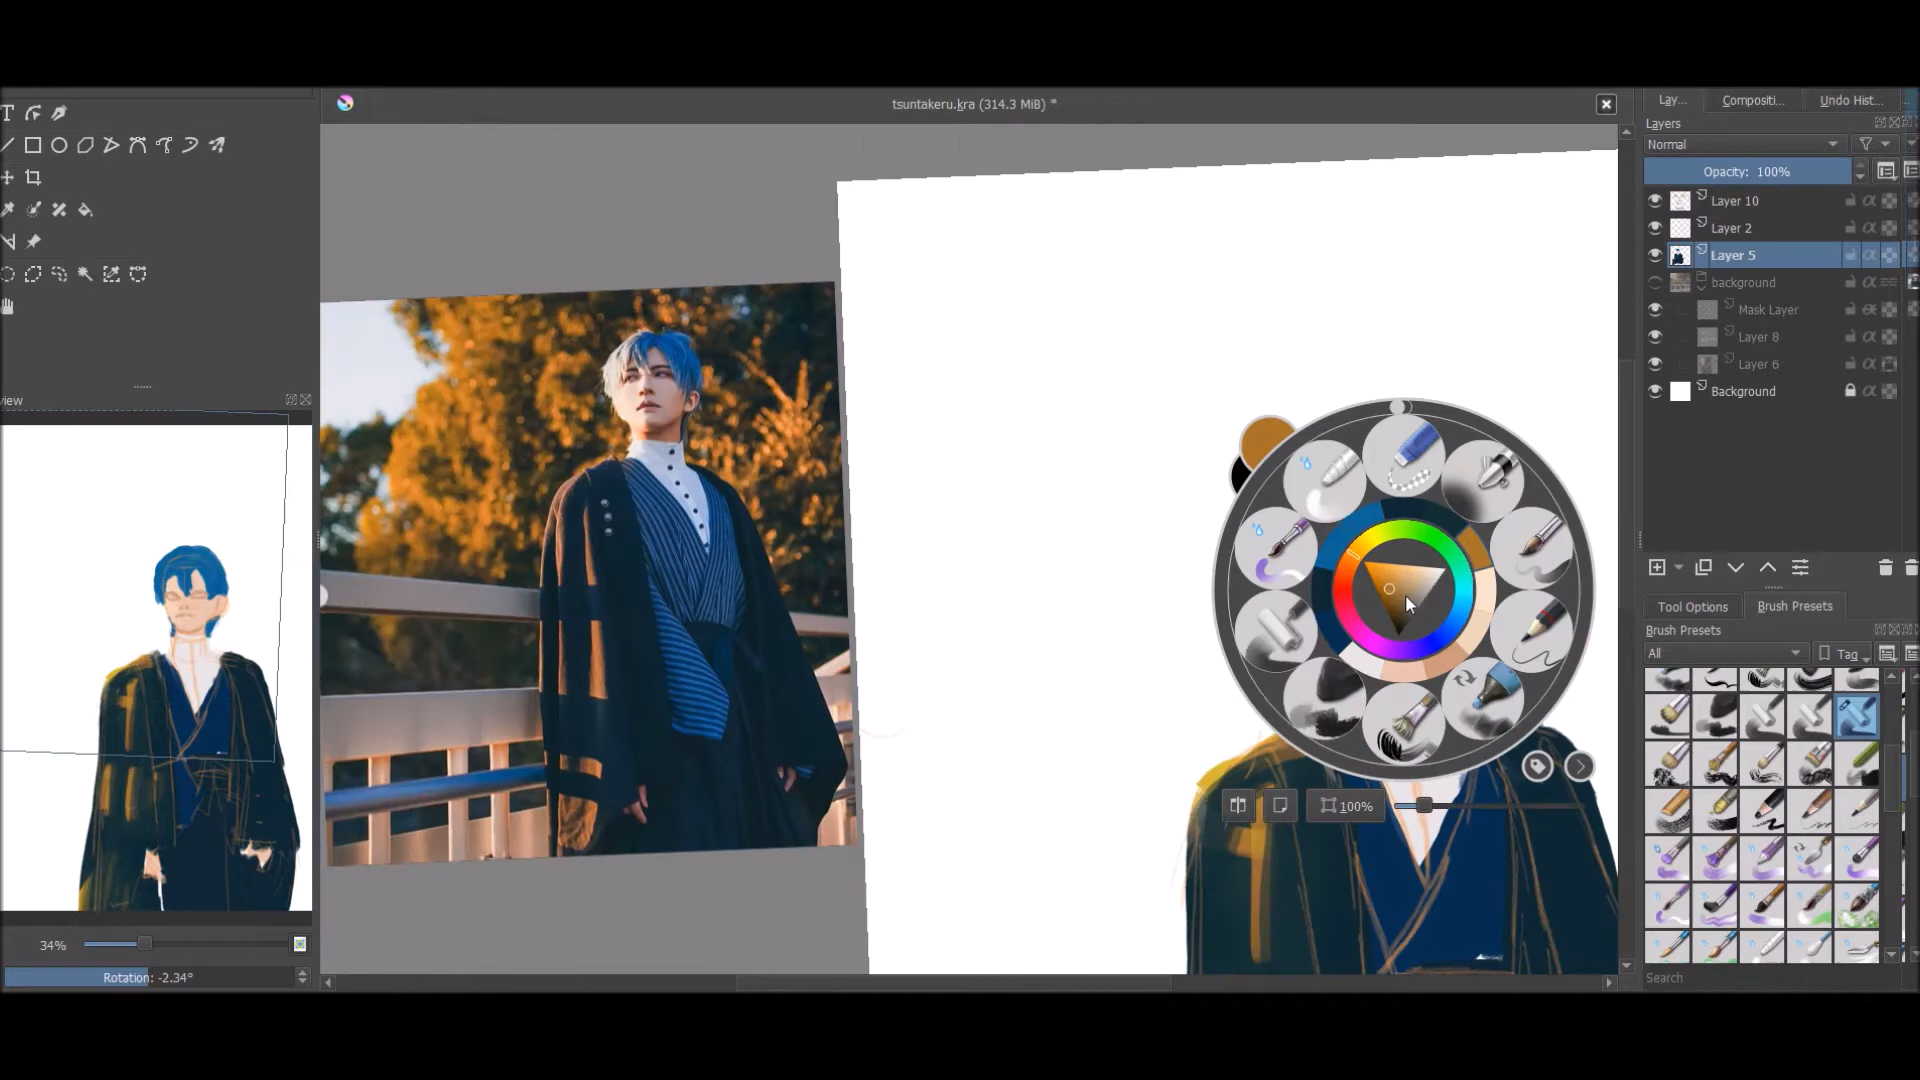 tsuntakeru.kra (314.3 MiB) *
Lay... Compositi... Undo Hist...
Layers
Normal
Opacity: 100%
Layer 10
Layer 2
Layer 5
background
Mask Layer
Layer 8
Layer 6
Background
view
Tool Options Brush Presets
Brush Presets
All Tag
100%
34%
Rotation: -2.34°
Search